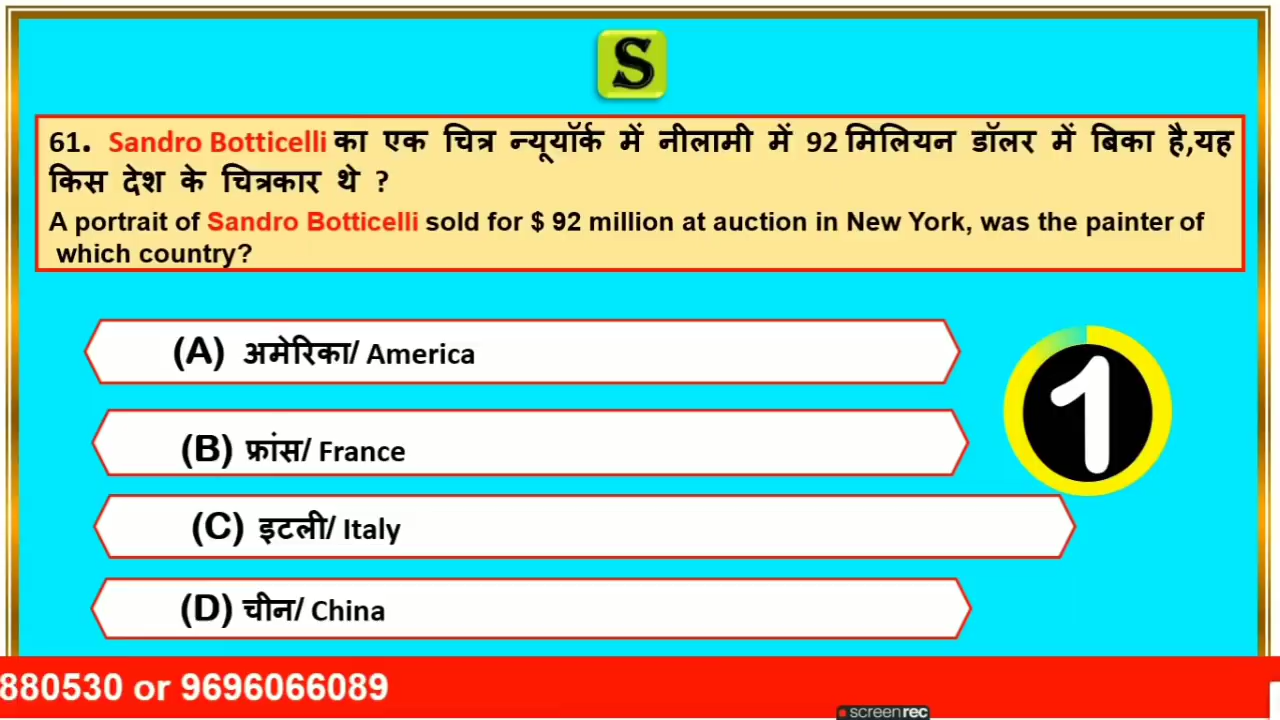 S
61. Sandro Botticelli का एक चित्र न्यूयॉर्क में नीलामी में 92 मिलियन डॉलर में बिका है,यह
किस देश के चित्रकार थे ?
A portrait of Sandro Botticelli sold for $ 92 million at auction in New York, was the painter of
which country?
(A) अमेरिका/ America
1
(B) फ्रांस/ France
(C) इटली/ Italy
(D) चीन/ China
880530 or 9696066089
screenrec